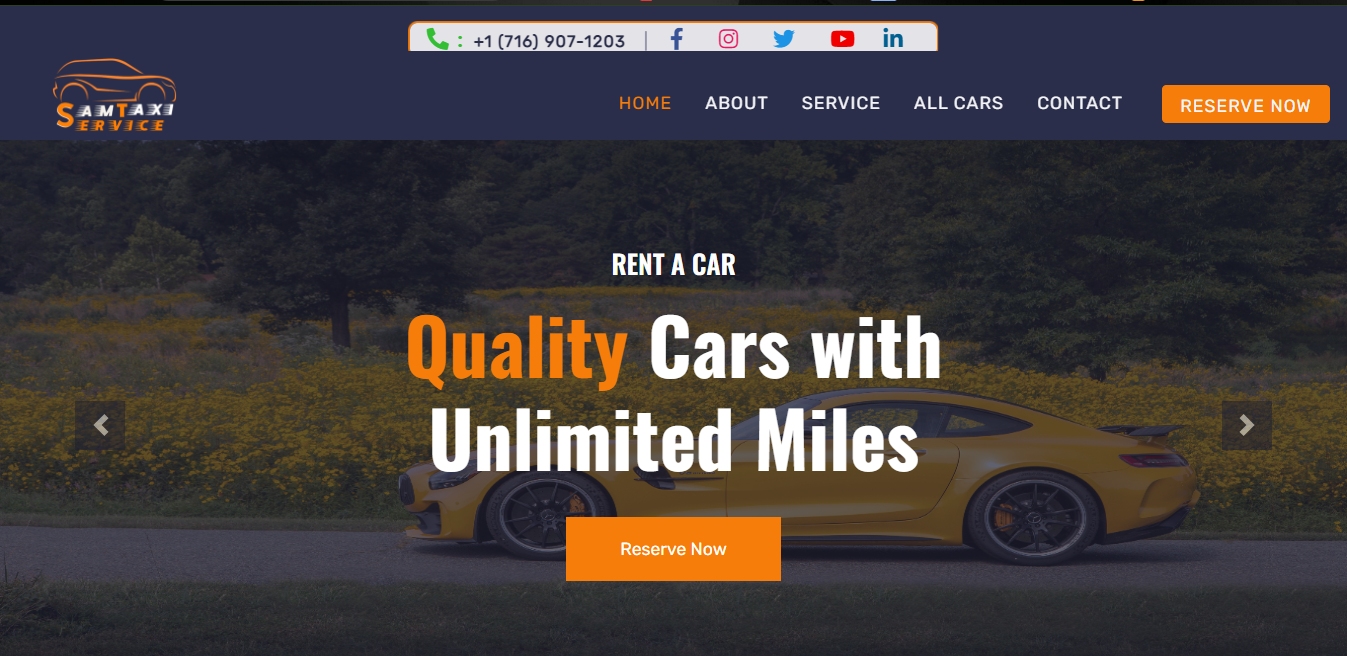 : +1 (716) 907-1203 |
SAMTAXI
SERVICE
HOME ABOUT SERVICE ALL CARS CONTACT RESERVE NOW
RENT A CAR
Quality Cars with
Unlimited Miles
Reserve Now